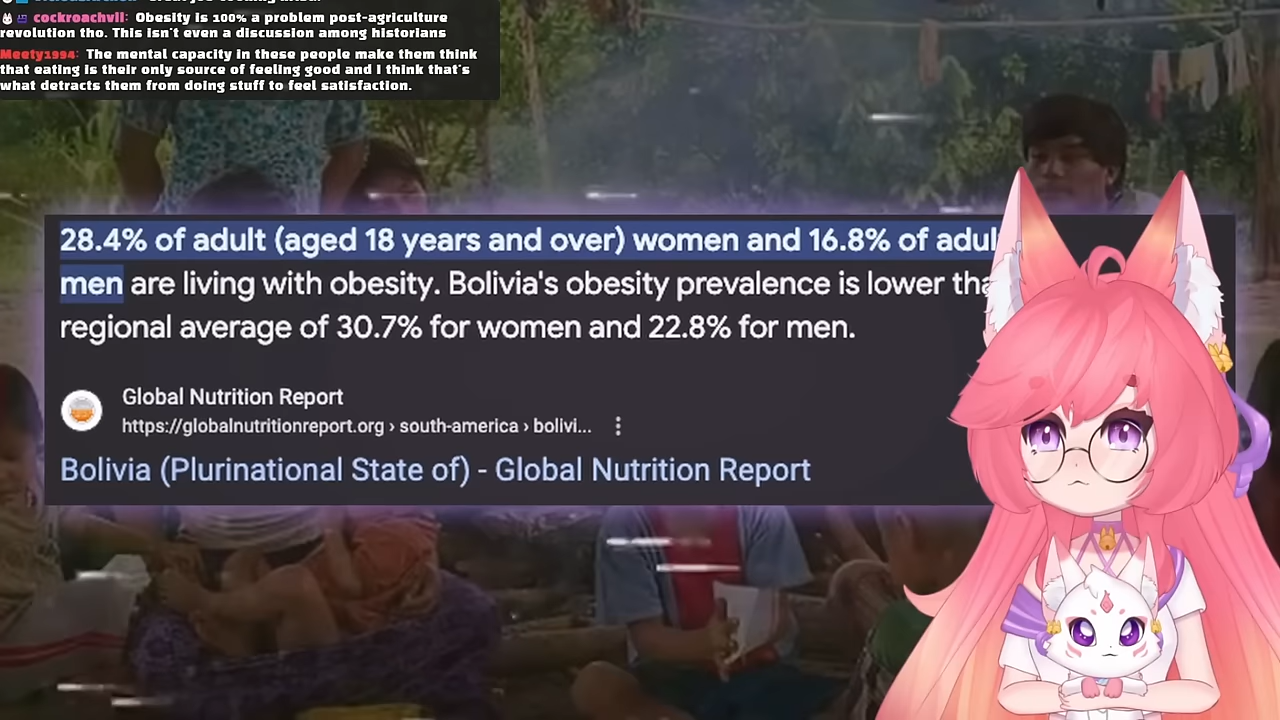 cockroachvii: Obesity is 100% a problem post-agriculture
revolution tho. This isn't even a discussion among historians
Meety1994: The mental capacity in these people make them think
that eating is their only source of feeling good and I think that's
what detracts them from doing stuff to feel satisfaction.
28.4% of adult (aged 18 years and over) women and 16.8% of adul
men are living with obesity. Bolivia's obesity prevalence is lower tha
regional average of 30.7% for women and 22.8% for men.
Global Nutrition Report
https://globalnutritionreport.org › south-america › bolivi...
Bolivia (Plurinational State of) - Global Nutrition Report